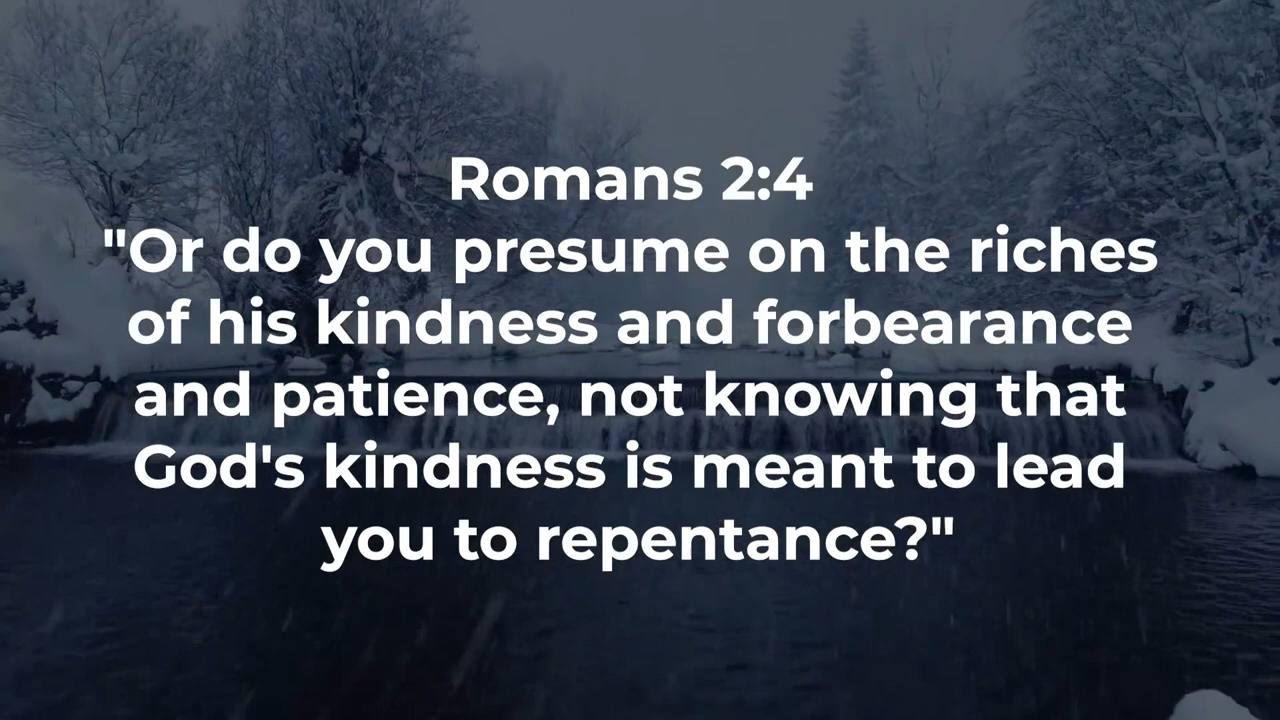 Romans 2:4
"Or do you presume on the riches
of his kindness and forbearance
and patience, not knowing that
God's kindness is meant to lead
you to repentance?"